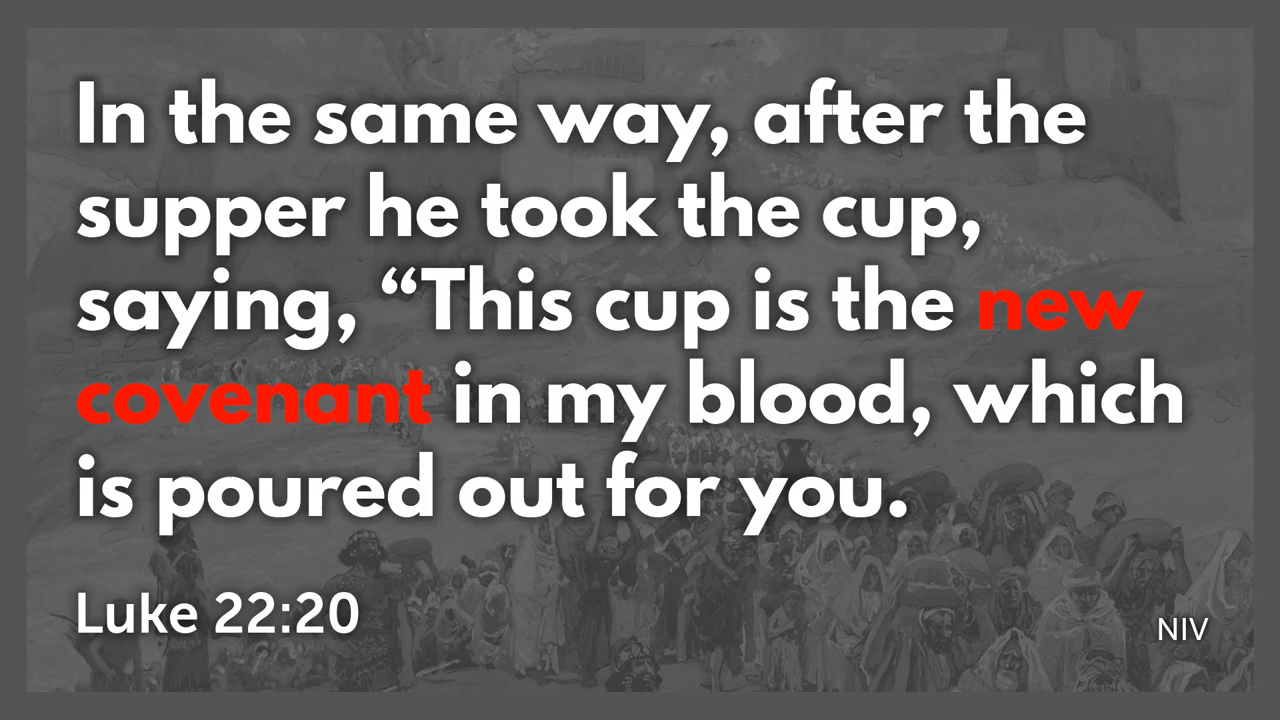 In the same way, after the
supper he took the cup,
saying, “This cup is the new
covenant in my blood, which
is poured out for you.
Luke 22:20
NIV